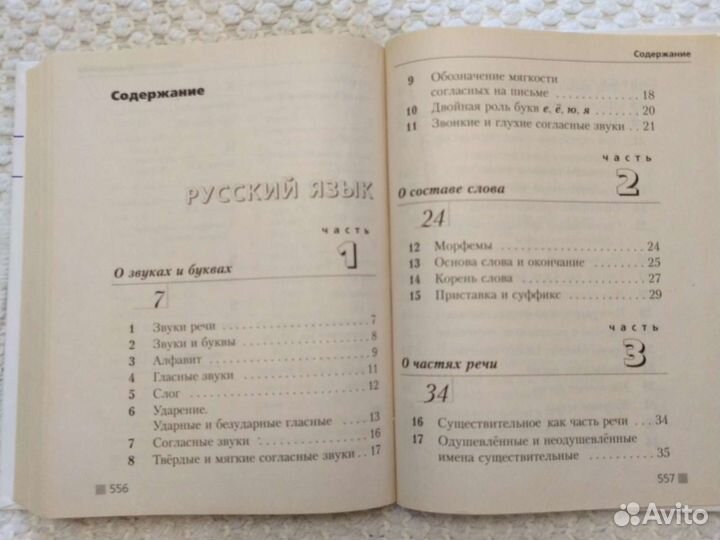 Содержание
РУССКИЙ ЯЗЫК
часть
1
О звуках и буквах
7
1 Звуки речи 7
2 Звуки и буквы 8
3 Алфавит 9
4 Гласные звуки 11
5 Слог 12
6 Ударение.
Ударные и безударные гласные 13
7 Согласные звуки 16
8 Твёрдые и мягкие согласные звуки 17
556
Содержание
9 Обозначение мягкости
согласных на письме 18
10 Двойная роль букв е, ё, ю, я 20
11 Звонкие и глухие согласные звуки 21
часть
2
О составе слова
24
12 Морфемы 24
13 Основа слова и окончание 25
14 Корень слова 27
15 Приставка и суффикс 29
часть
3
О частях речи
34
16 Существительное как часть речи 34
17 Одушевлённые и неодушевлённые
имена существительные 35
557
Avito